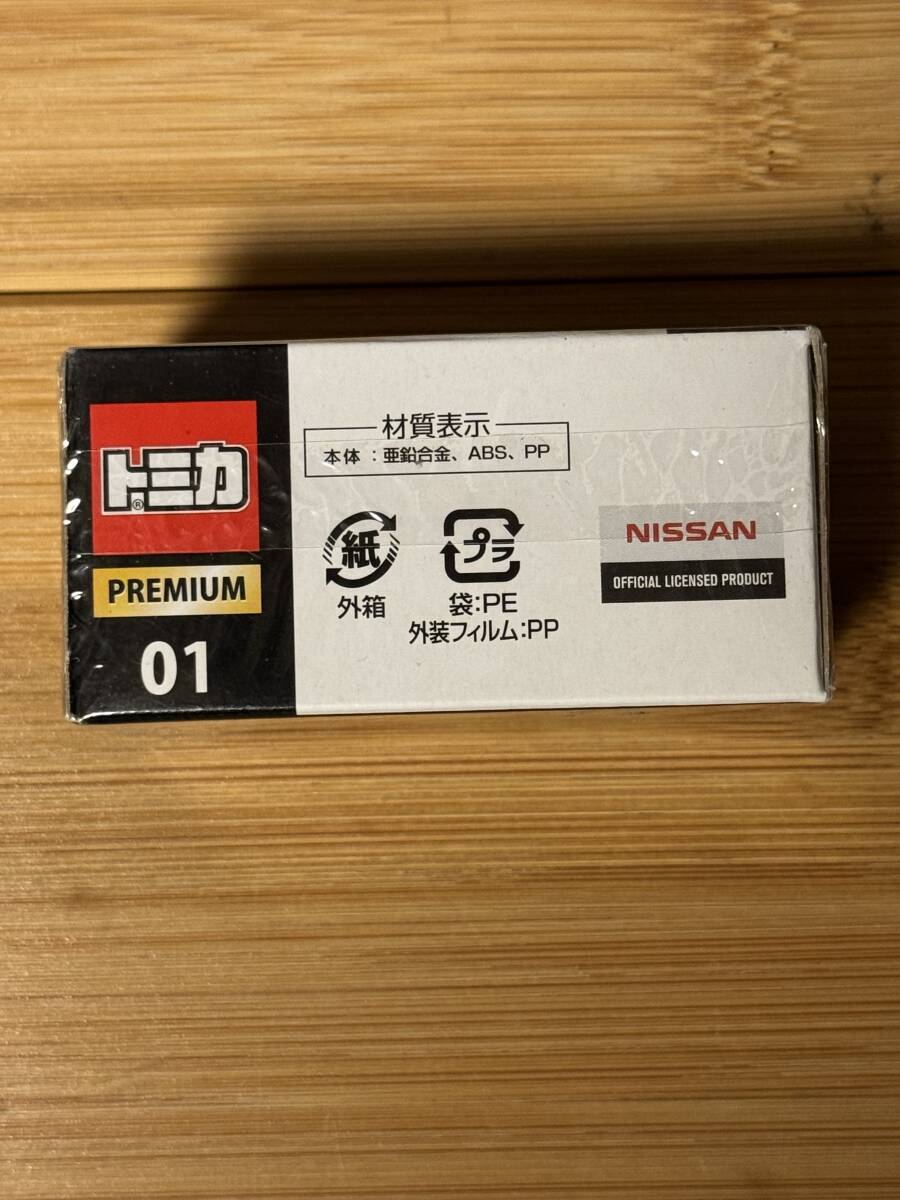 トミカ®
PREMIUM
01
材質表示
本体：亜鉛合金、ABS、PP
紙
外箱
プラ
袋:PE
外装フィルム:PP
NISSAN
OFFICIAL LICENSED PRODUCT